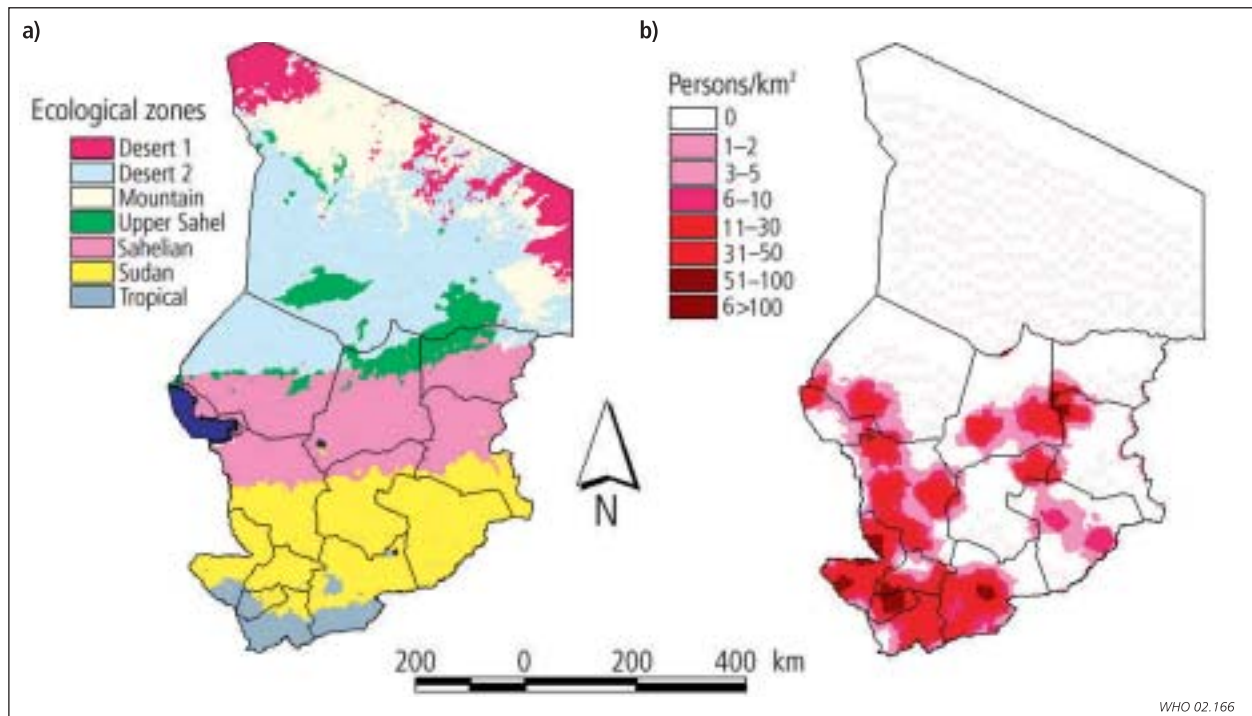 a)
Ecological zones
Desert 1
Desert 2
Mountain
Upper Sahel
Sahelian
Sudan
Tropical
b)
Persons/km²
0
1–2
3–5
6–10
11–30
31–50
51–100
6>100
N
200 0 200 400 km
WHO 02.166